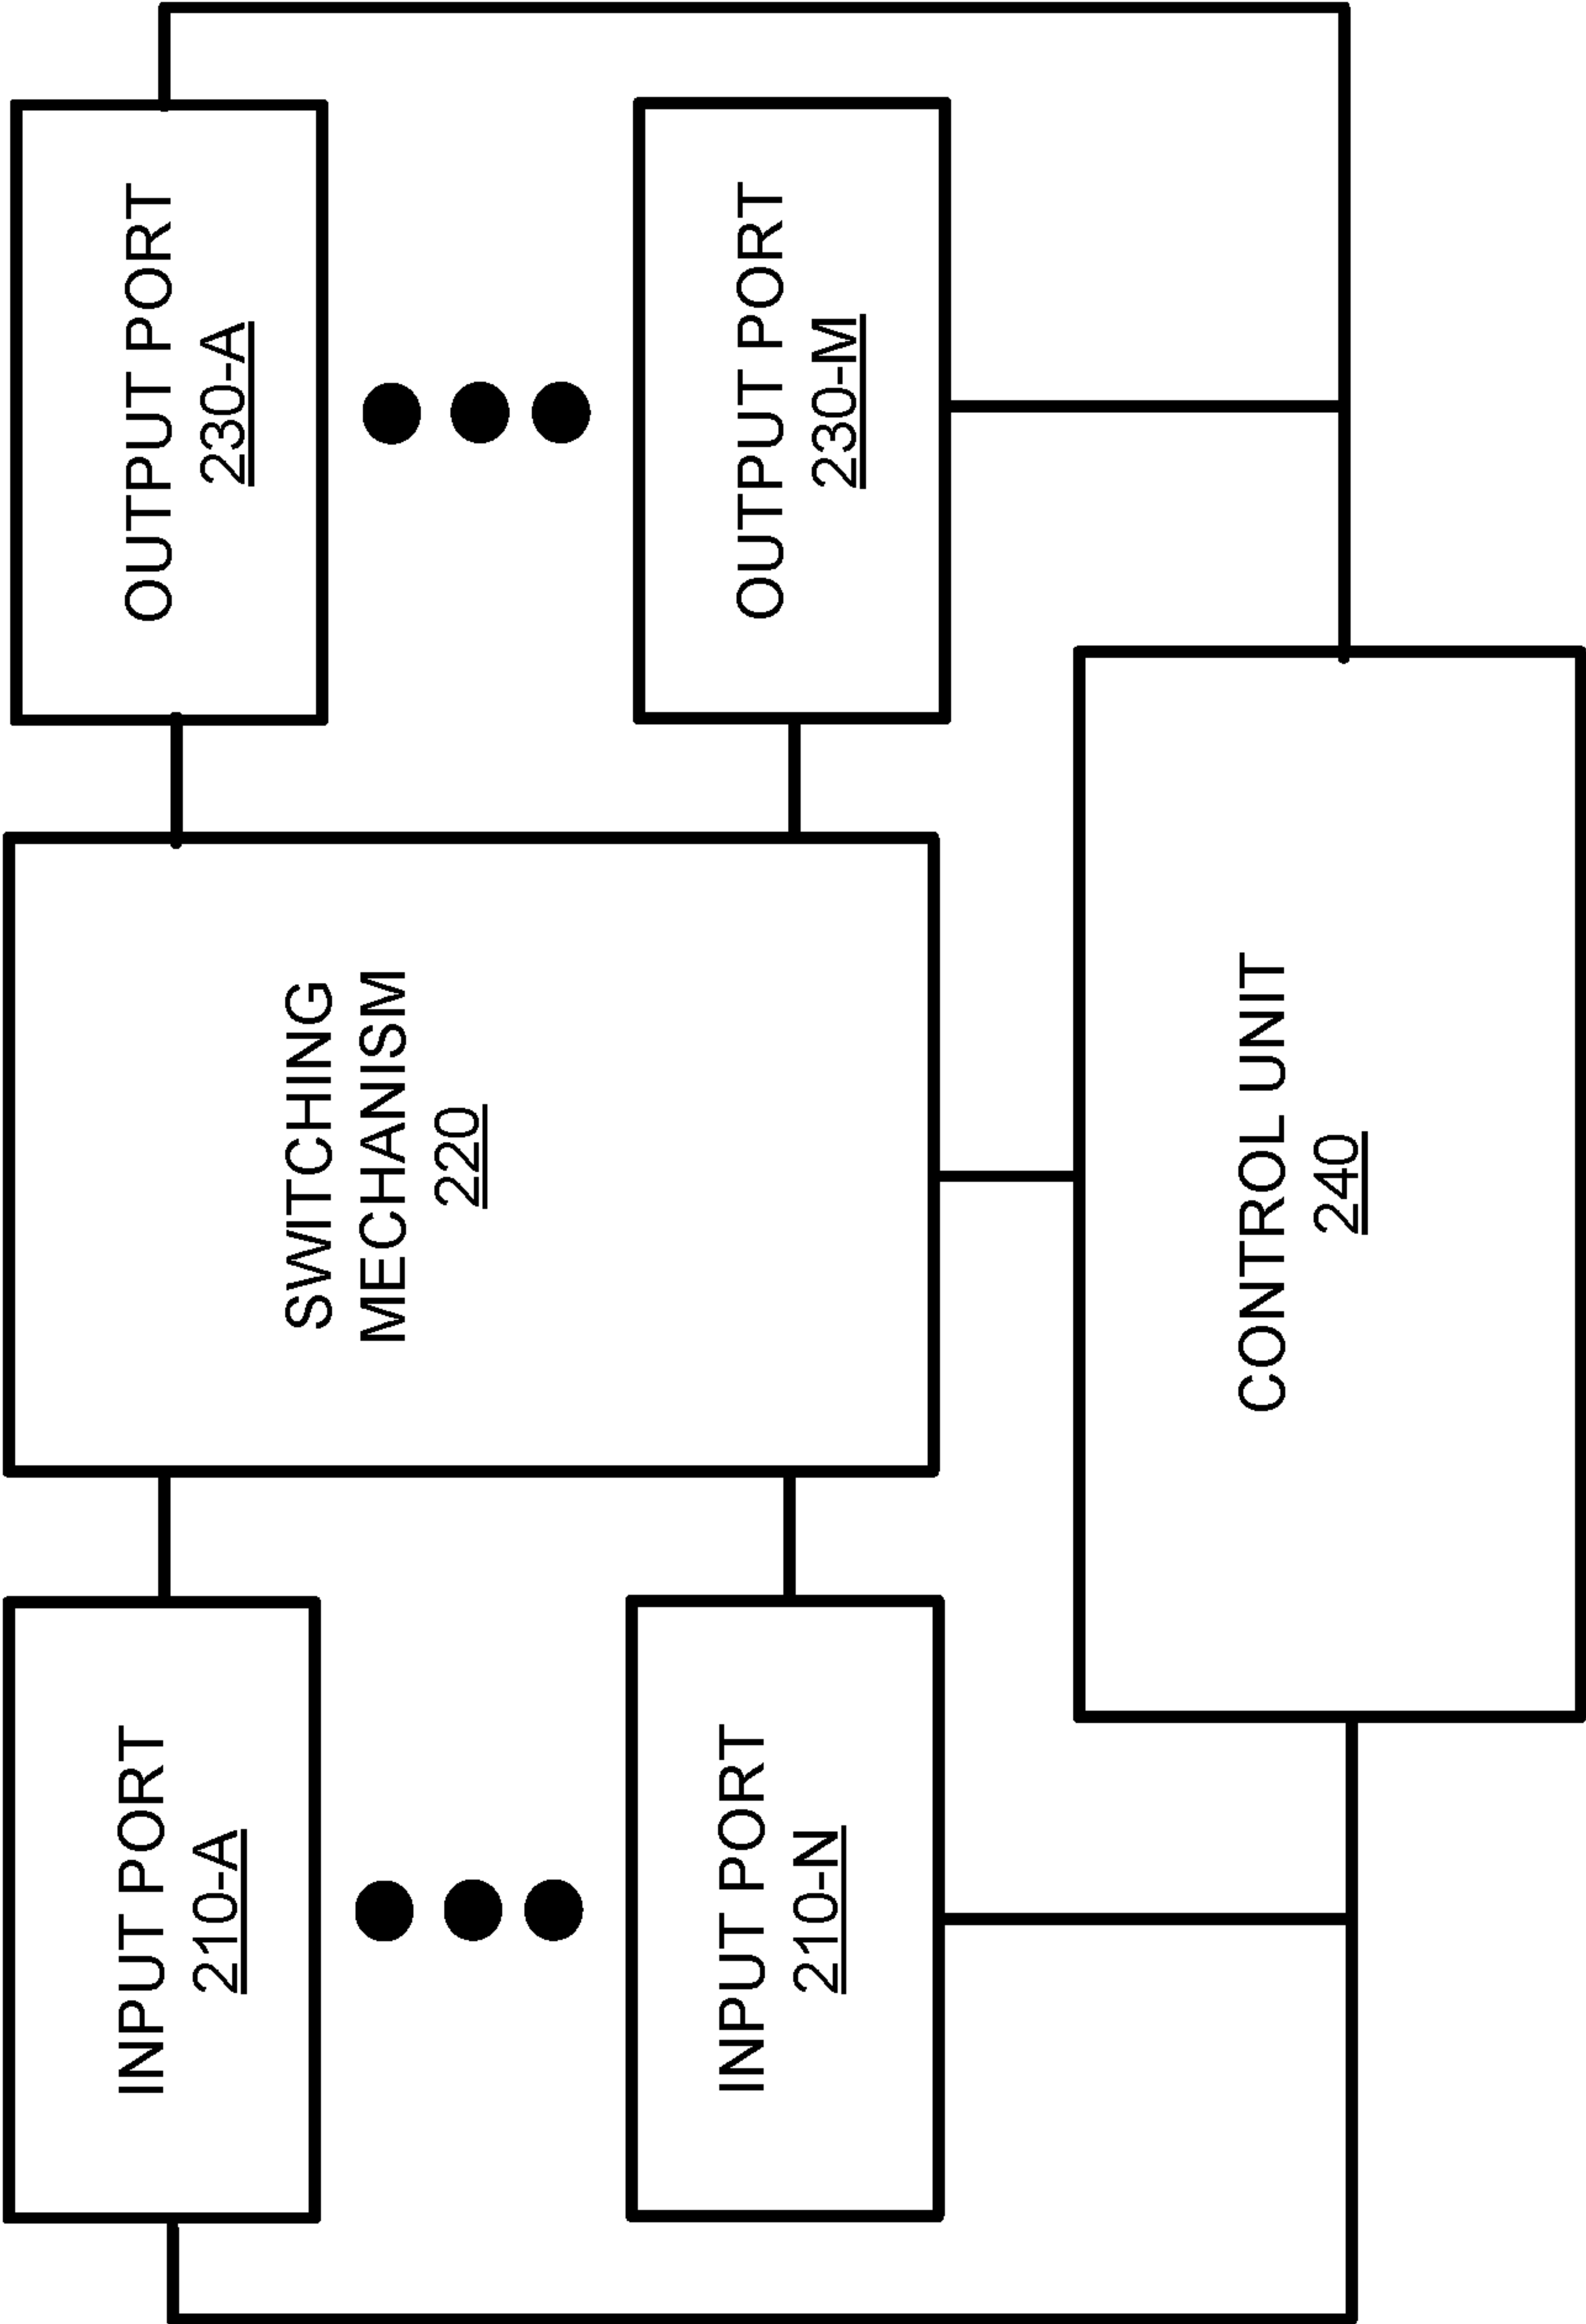 INPUT PORT
210-A
INPUT PORT
210-N
SWITCHING
MECHANISM
220
OUTPUT PORT
230-A
OUTPUT PORT
230-M
CONTROL UNIT
240